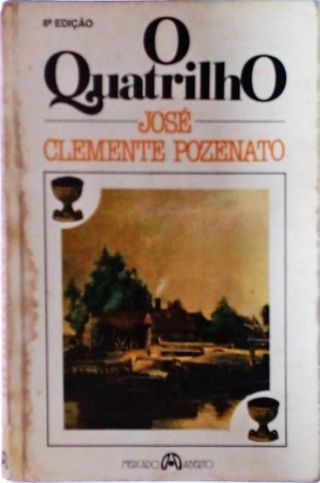 8ª EDIÇÃO
O
QuatrilhO
JOSÉ
CLEMENTE POZENATO
MERCADO ABERTO